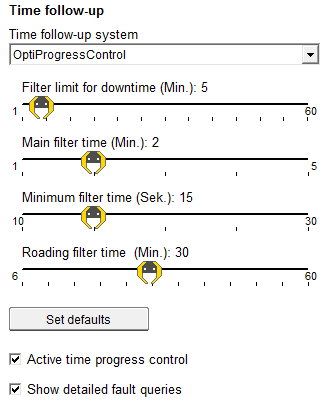 Time follow-up
Time follow-up system
OptiProgressControl
Filter limit for downtime (Min.): 5
1 60
Main filter time (Min.): 2
1 5
Minimum filter time (Sek.): 15
10 30
Roading filter time (Min.): 30
6 60
Set defaults
Active time progress control
Show detailed fault queries